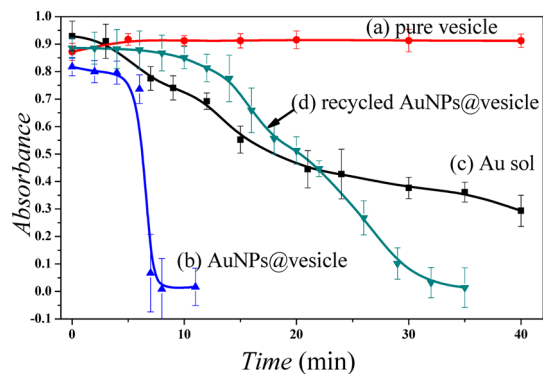 (a) pure vesicle
(d) recycled AuNPs@vesicle
(c) Au sol
(b) AuNPs@vesicle
Absorbance
1.0
0.9
0.8
0.7
0.6
0.5
0.4
0.3
0.2
0.1
0.0
-0.1
0
10
20
30
40
Time (min)